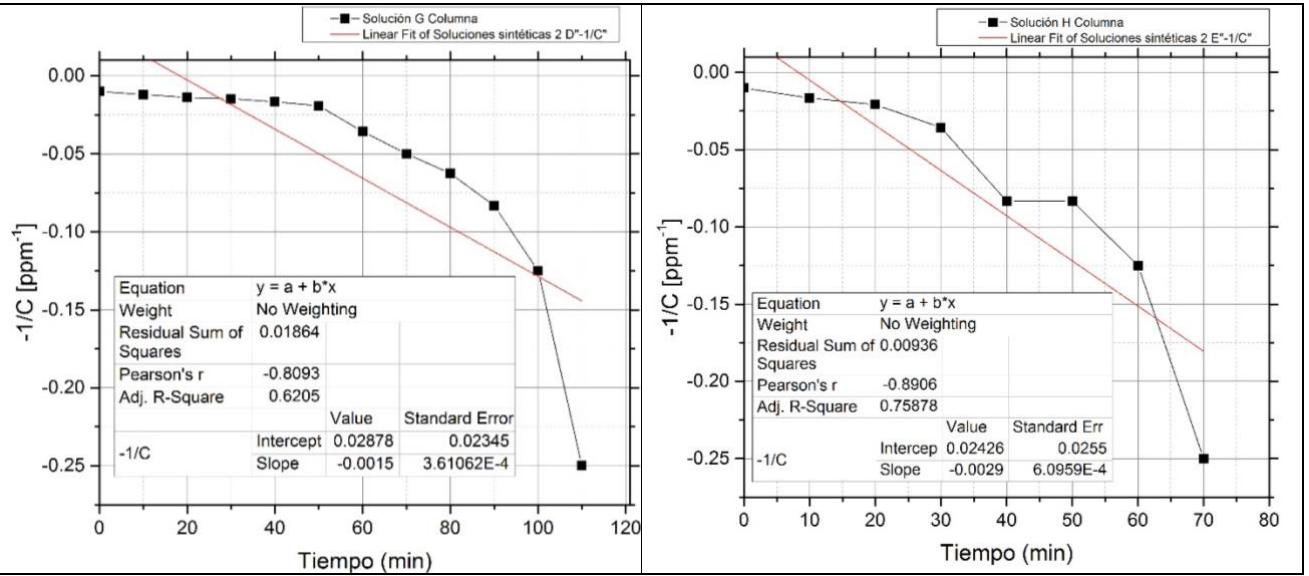 Solución G Columna
Linear Fit of Soluciones sintéticas 2 D"-1/C"
0.00
-0.05
-0.10
-0.15
-0.20
-0.25
-1/C [ppm-1]
Equation y = a + b*x
Weight No Weighting
Residual Sum of Squares 0.01864
Pearson's r -0.8093
Adj. R-Square 0.6205
Value Standard Error
-1/C Intercept 0.02878 0.02345
Slope -0.0015 3.61062E-4
0 20 40 60 80 100 120
Tiempo (min)
Solución H Columna
Linear Fit of Soluciones sintéticas 2 E"-1/C"
0.00
-0.05
-0.10
-0.15
-0.20
-0.25
-1/C [ppm-1]
Equation y = a + b*x
Weight No Weighting
Residual Sum of Squares 0.00936
Pearson's r -0.8906
Adj. R-Square 0.75878
Value Standard Err
-1/C Intercep 0.02426 0.0255
Slope -0.0029 6.0959E-4
0 10 20 30 40 50 60 70 80
Tiempo (min)